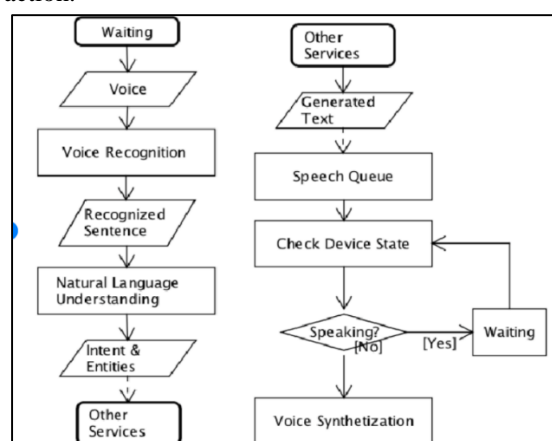 action.
Waiting
Voice
Voice Recognition
Recognized
Sentence
Natural Language
Understanding
Intent &
Entities
Other
Services
Other
Services
Generated
Text
Speech Queue
Check Device State
Speaking?
[No]
[Yes]
Waiting
Voice Synthetization